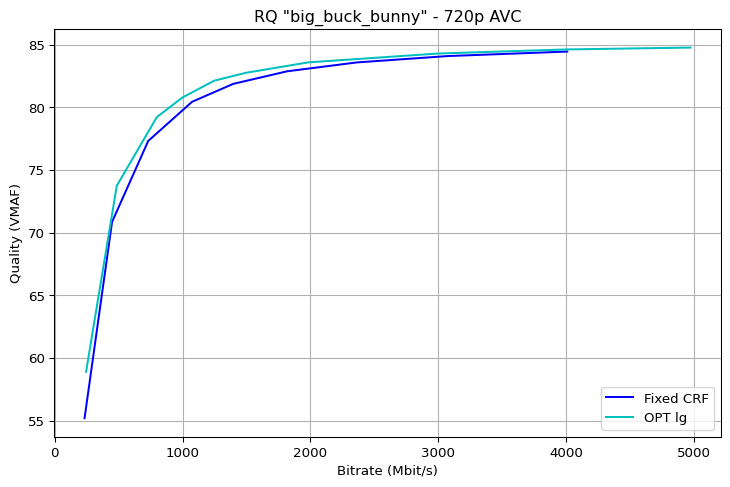 RQ "big_buck_bunny" - 720p AVC
85
80
75
70
65
60
55
Quality (VMAF)
0 1000 2000 3000 4000 5000
Bitrate (Mbit/s)
Fixed CRF
OPT lg